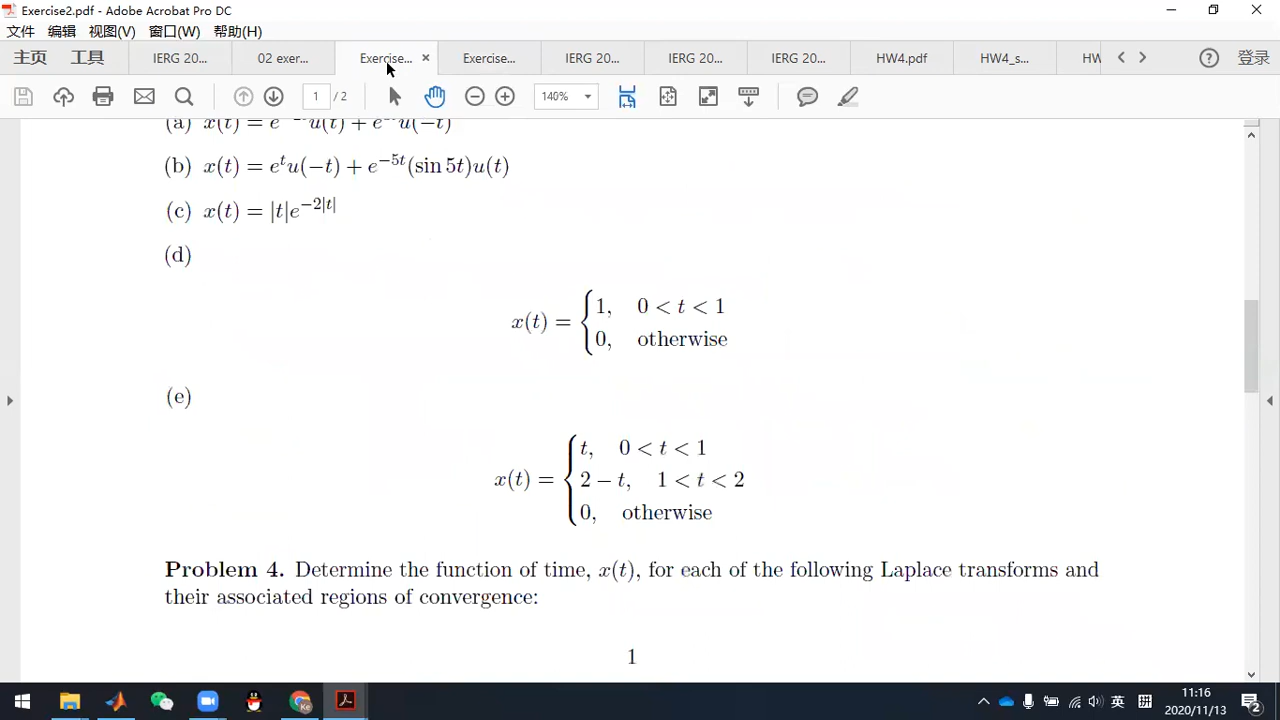 Exercise2.pdf - Adobe Acrobat Pro DC
文件 编辑 视图(V) 窗口(W) 帮助(H)
主页 工具 IERG 20... 02 exer... Exercise... × Exercise... IERG 20... IERG 20... IERG 20... HW4.pdf HW4_s... HW 登录
1 / 2 140%
(b) x(t) = e^t u(−t) + e^{−5t}(sin 5t)u(t)
(c) x(t) = |t|e^{−2|t|}
(d)
x(t) = { 1, 0 < t < 1
0, otherwise
(e)
x(t) = { t, 0 < t < 1
2 − t, 1 < t < 2
0, otherwise
Problem 4. Determine the function of time, x(t), for each of the following Laplace transforms and
their associated regions of convergence:
1
英 拼 11:16
2020/11/13 2